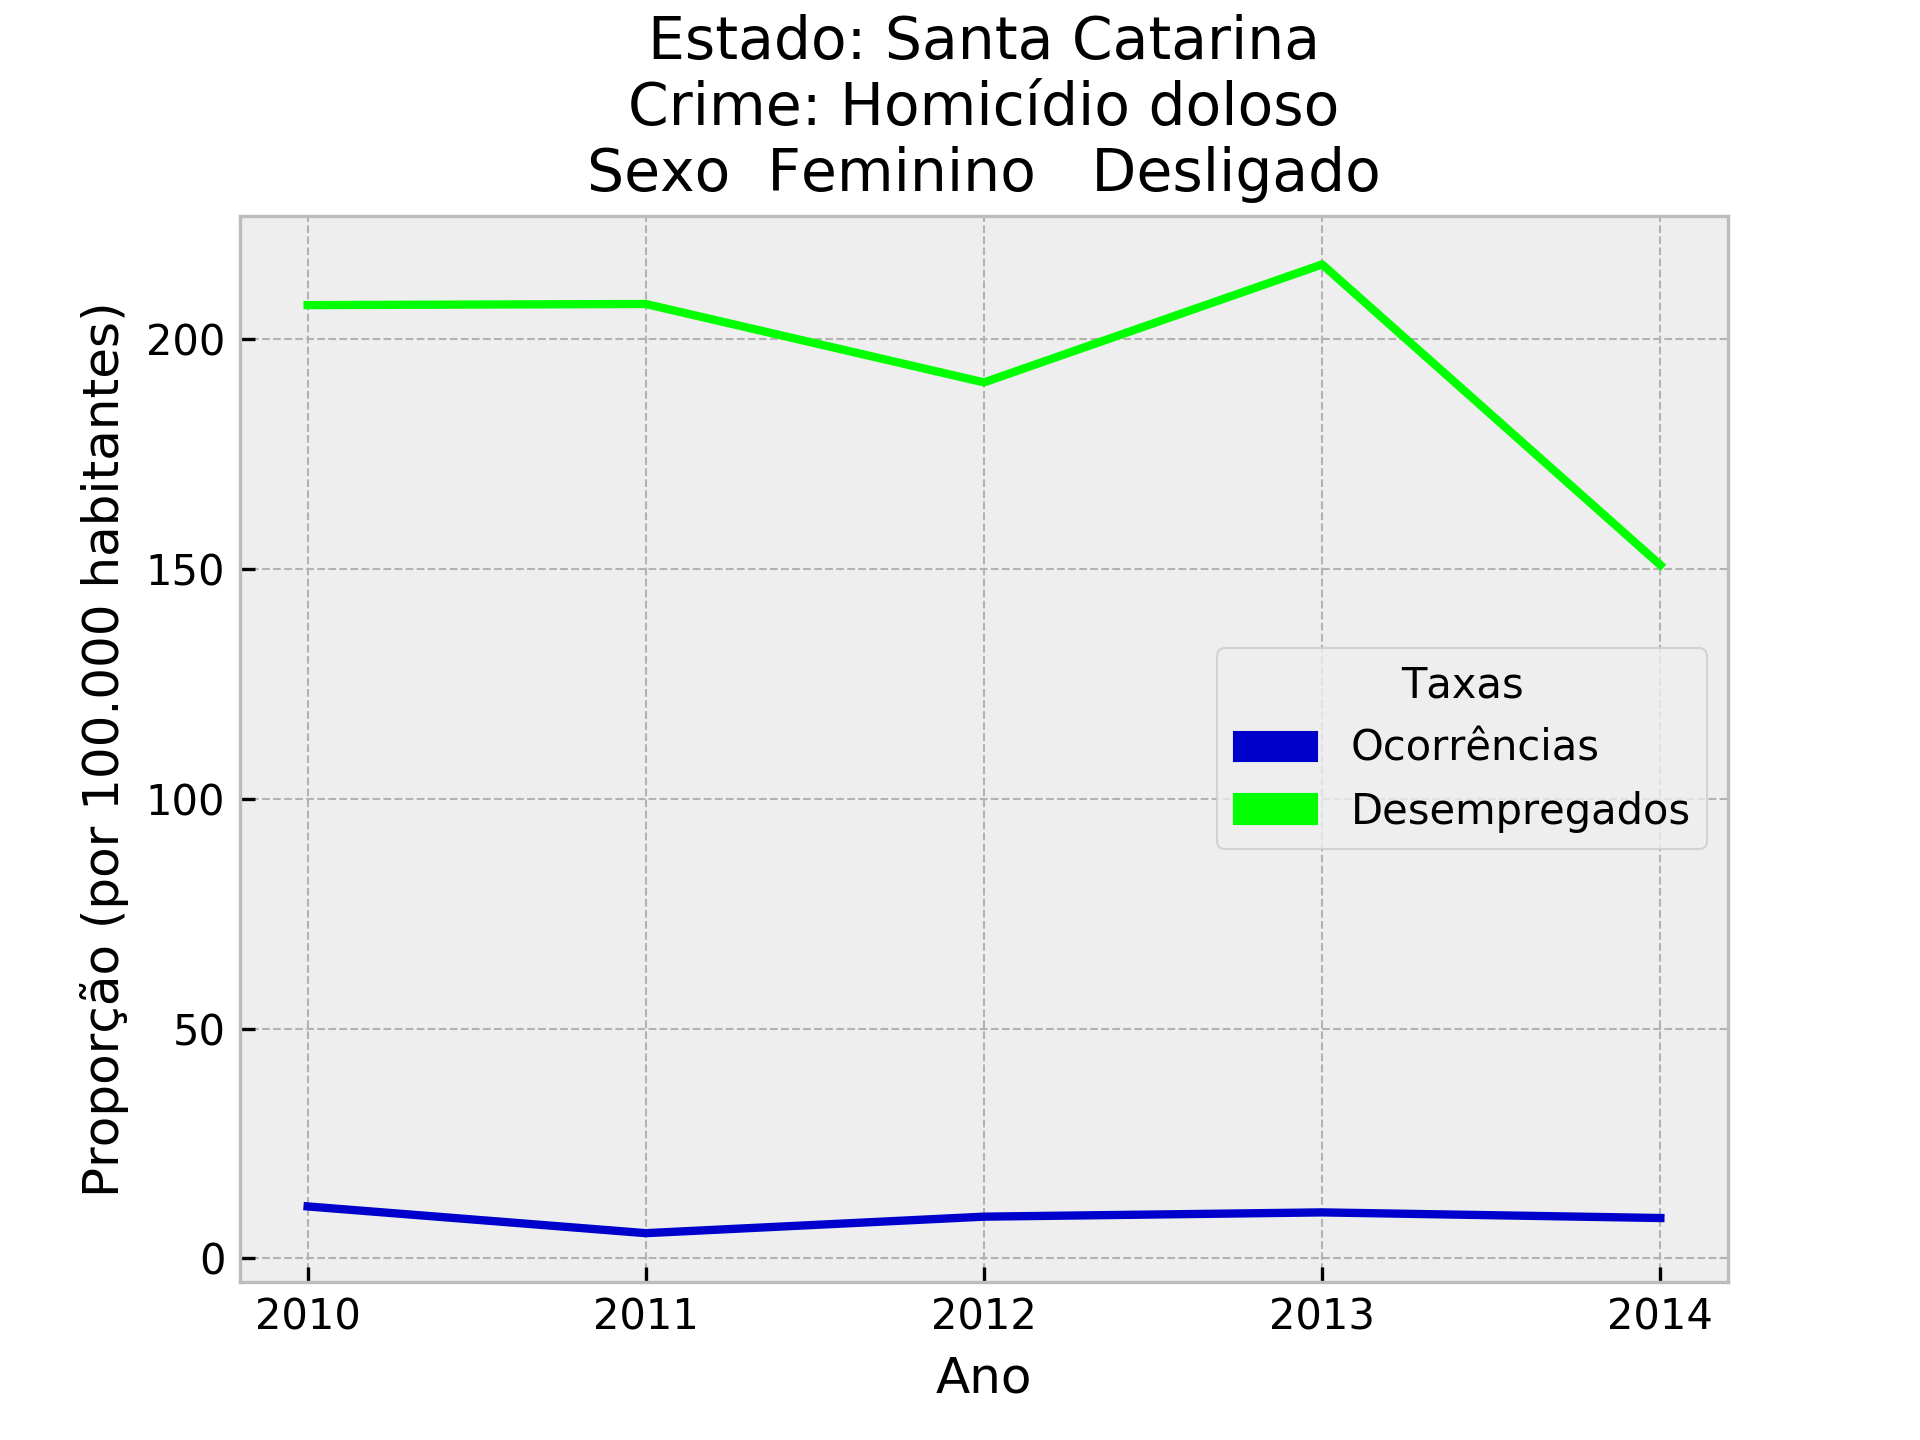 Estado: Santa Catarina
Crime: Homicídio doloso
Sexo  Feminino   Desligado
Proporção (por 100.000 habitantes)
200
150
100
50
0
Taxas
Ocorrências
Desempregados
2010 2011 2012 2013 2014
Ano